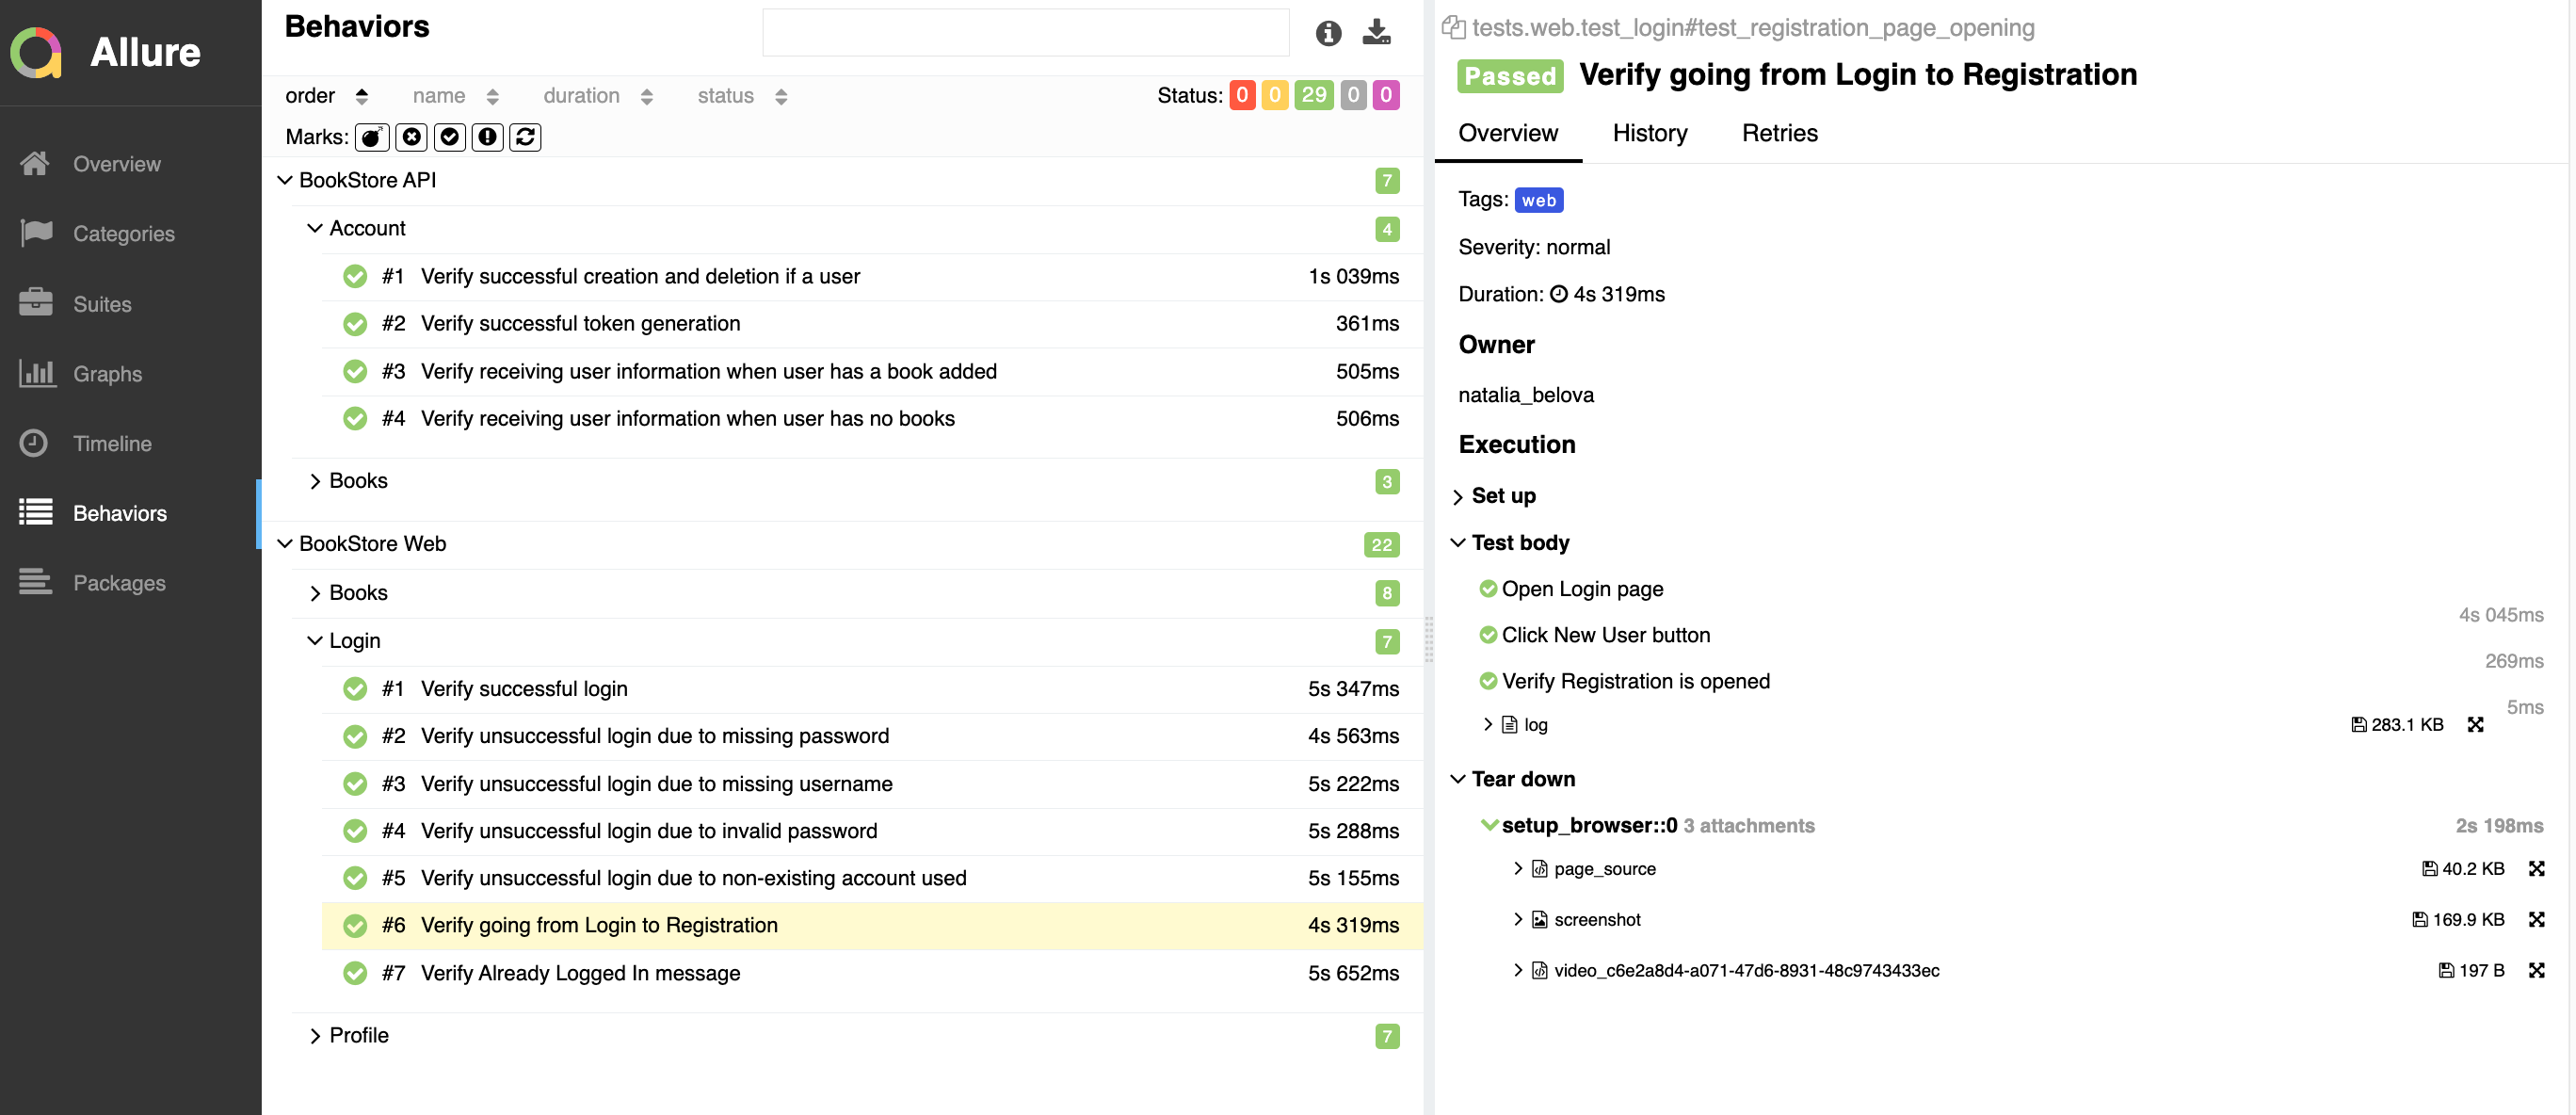 Allure
Overview
Categories
Suites
Graphs
Timeline
Behaviors
Packages
Behaviors
order name duration status Status: 0 0 29 0 0
Marks:
BookStore API 7
Account 4
#1 Verify successful creation and deletion if a user 1s 039ms
#2 Verify successful token generation 361ms
#3 Verify receiving user information when user has a book added 505ms
#4 Verify receiving user information when user has no books 506ms
Books 3
BookStore Web 22
Books 8
Login 7
#1 Verify successful login 5s 347ms
#2 Verify unsuccessful login due to missing password 4s 563ms
#3 Verify unsuccessful login due to missing username 5s 222ms
#4 Verify unsuccessful login due to invalid password 5s 288ms
#5 Verify unsuccessful login due to non-existing account used 5s 155ms
#6 Verify going from Login to Registration 4s 319ms
#7 Verify Already Logged In message 5s 652ms
Profile 7
tests.web.test_login#test_registration_page_opening
Passed Verify going from Login to Registration
Overview History Retries
Tags: web
Severity: normal
Duration: 4s 319ms
Owner
natalia_belova
Execution
Set up
Test body
Open Login page
4s 045ms
Click New User button
269ms
Verify Registration is opened
5ms
log 283.1 KB
Tear down
setup_browser::0 3 attachments 2s 198ms
page_source 40.2 KB
screenshot 169.9 KB
video_c6e2a8d4-a071-47d6-8931-48c9743433ec 197 B